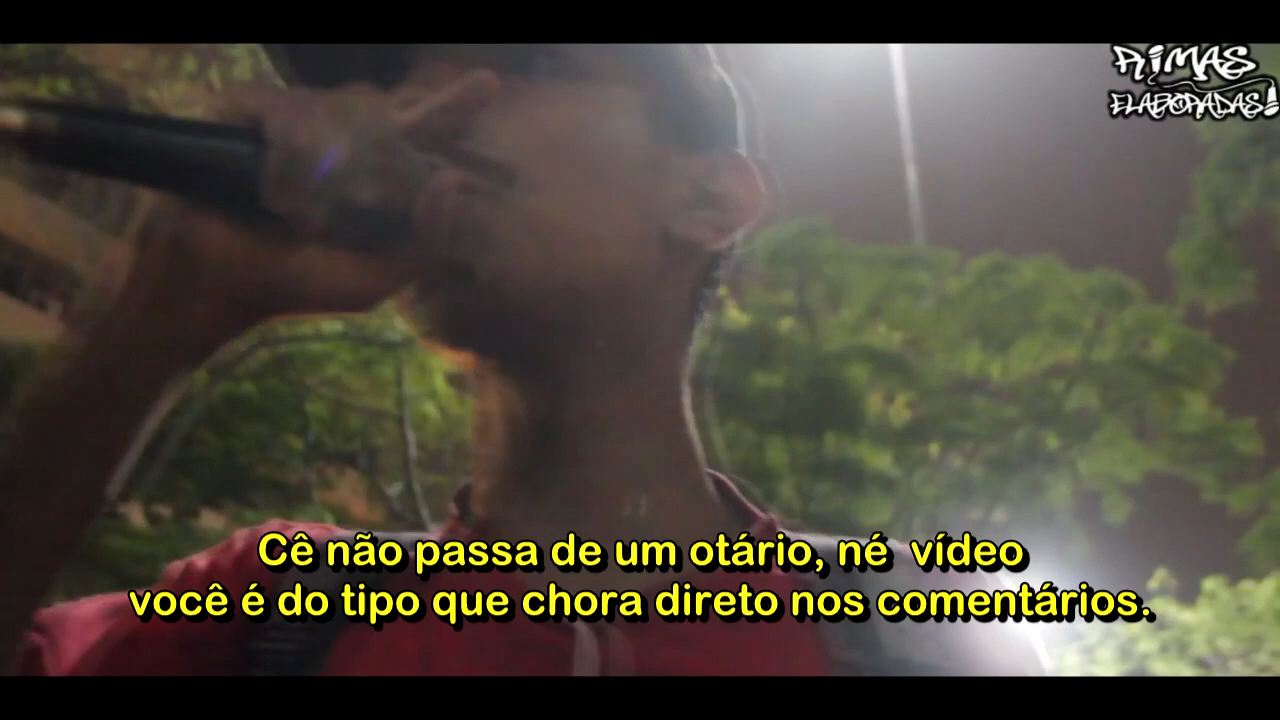 RIMAS
ELABORADAS!
Cê não passa de um otário, né  vídeo
você é do tipo que chora direto nos comentários.